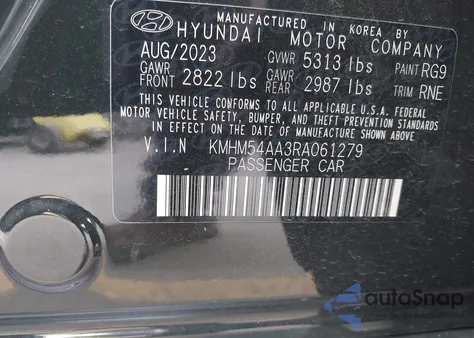 MANUFACTURED IN KOREA BY
HYUNDAI MOTOR COMPANY
AUG/2023 GVWR 5313 lbs PAINT RG9
GAWR FRONT 2822 lbs GAWR REAR 2987 lbs TRIM RNE
THIS VEHICLE CONFORMS TO ALL APPLICABLE U.S.A. FEDERAL
MOTOR VEHICLE SAFETY, BUMPER, AND THEFT PREVENTION STANDARDS
IN EFFECT ON THE DATE OF MANUFACTURE SHOWN ABOVE.
V.I.N KMHM54AA3RA061279
PASSENGER CAR
autoSnap